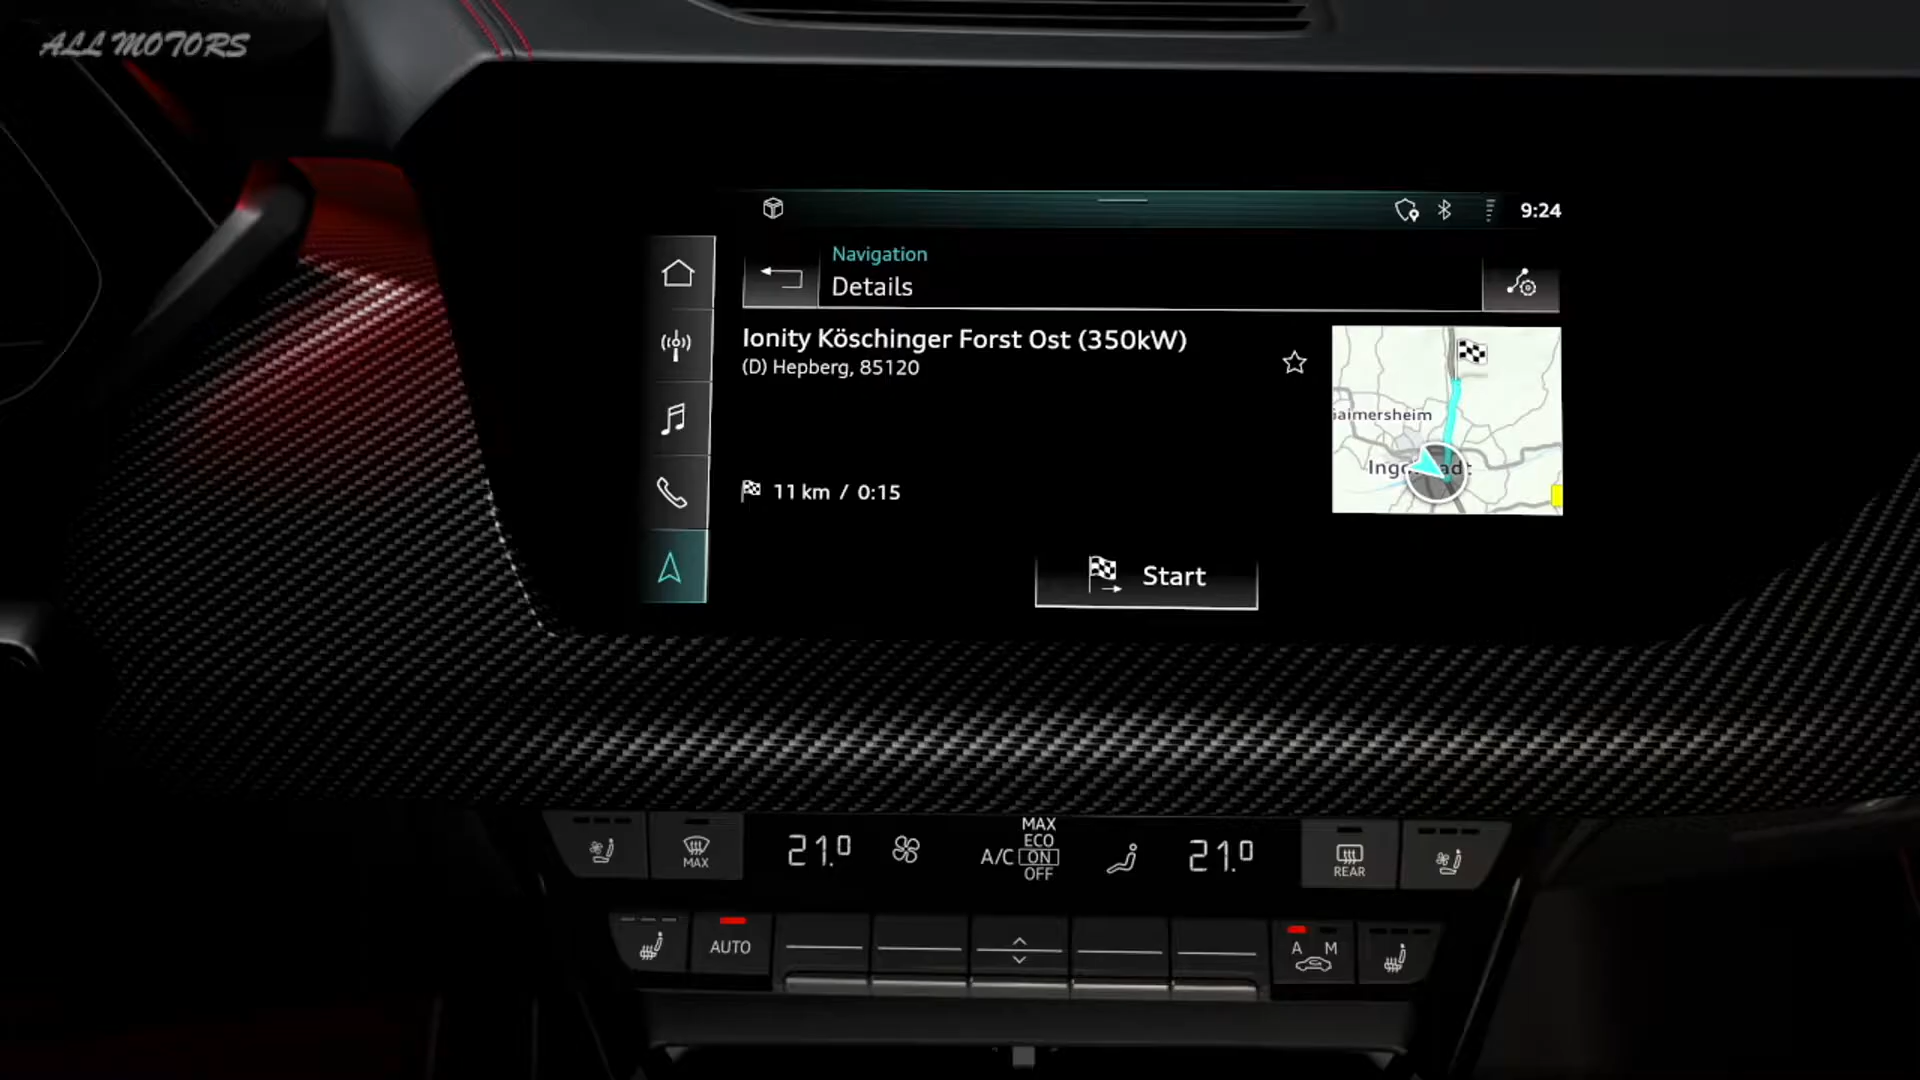 ALL MOTORS
9:24
Navigation
Details
Ionity Köschinger Forst Ost (350kW)
(D) Hepberg, 85120
aimersheim
11 km / 0:15
Start
MAX
21.0
A/C
MAX
ECO
ON
OFF
21.0
REAR
AUTO
A M